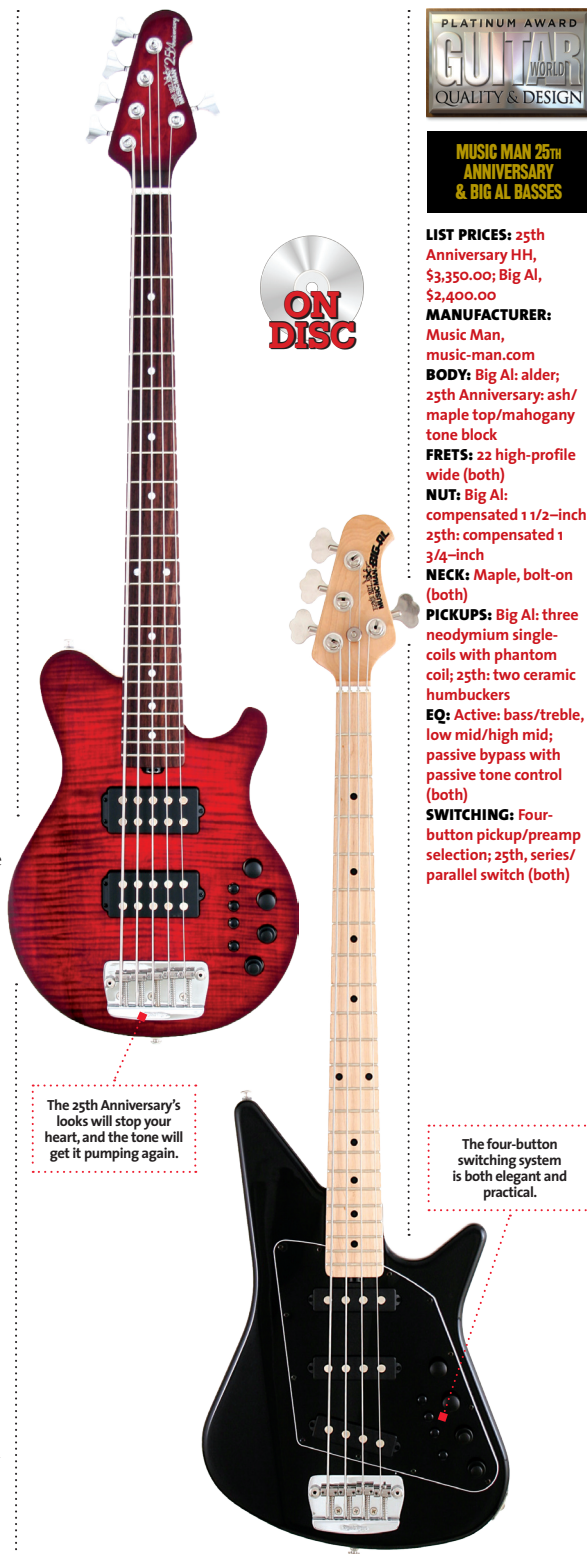 PLATINUM AWARD
GUITAR
WORLD
QUALITY & DESIGN
MUSIC MAN 25TH
ANNIVERSARY
& BIG AL BASSES
LIST PRICES: 25th
Anniversary HH,
$3,350.00; Big Al,
$2,400.00
MANUFACTURER:
Music Man,
music-man.com
BODY: Big Al: alder;
25th Anniversary: ash/
maple top/mahogany
tone block
FRETS: 22 high-profile
wide (both)
NUT: Big Al:
compensated 1 1/2–inch
25th: compensated 1
3/4–inch
NECK: Maple, bolt-on
(both)
PICKUPS: Big Al: three
neodymium single-
coils with phantom
coil; 25th: two ceramic
humbuckers
EQ: Active: bass/treble,
low mid/high mid;
passive bypass with
passive tone control
(both)
SWITCHING: Four-
button pickup/preamp
selection; 25th, series/
parallel switch (both)
25th Anniversary
ON
DISC
MUSICMAN BIG AL
The 25th Anniversary's
looks will stop your
heart, and the tone will
get it pumping again.
The four-button
switching system
is both elegant and
practical.